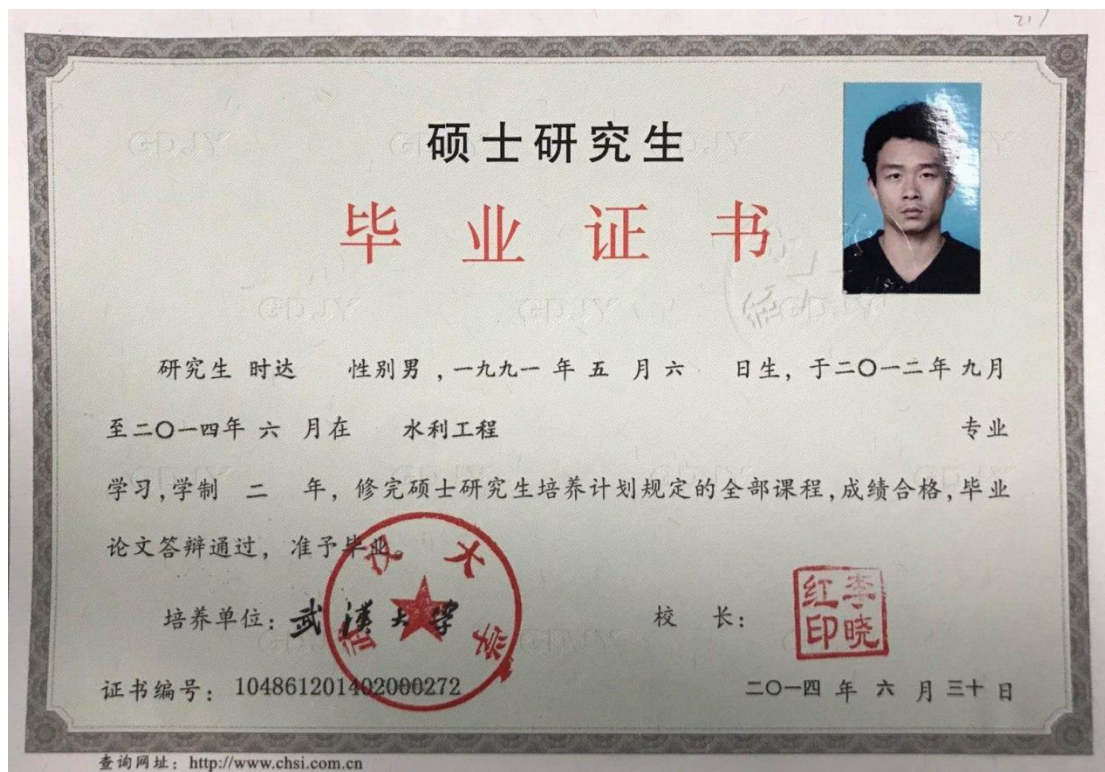 21/
硕士研究生
毕业证书
研究生 时达 性别男 ,一九九一 年 五 月 六 日生, 于二〇一二年 九月
至二〇一四年 六 月在 水利工程 专业
学习,学制 二 年, 修完硕士研究生培养计划规定的全部课程,成绩合格,毕业
论文答辩通过, 准予毕业。
培养单位: 武漢大学 校 长: 李晓红印
武汉大学
证书编号: 104861201402000272 二〇一四 年 六 月 三十 日
查询网址: http://www.chsi.com.cn